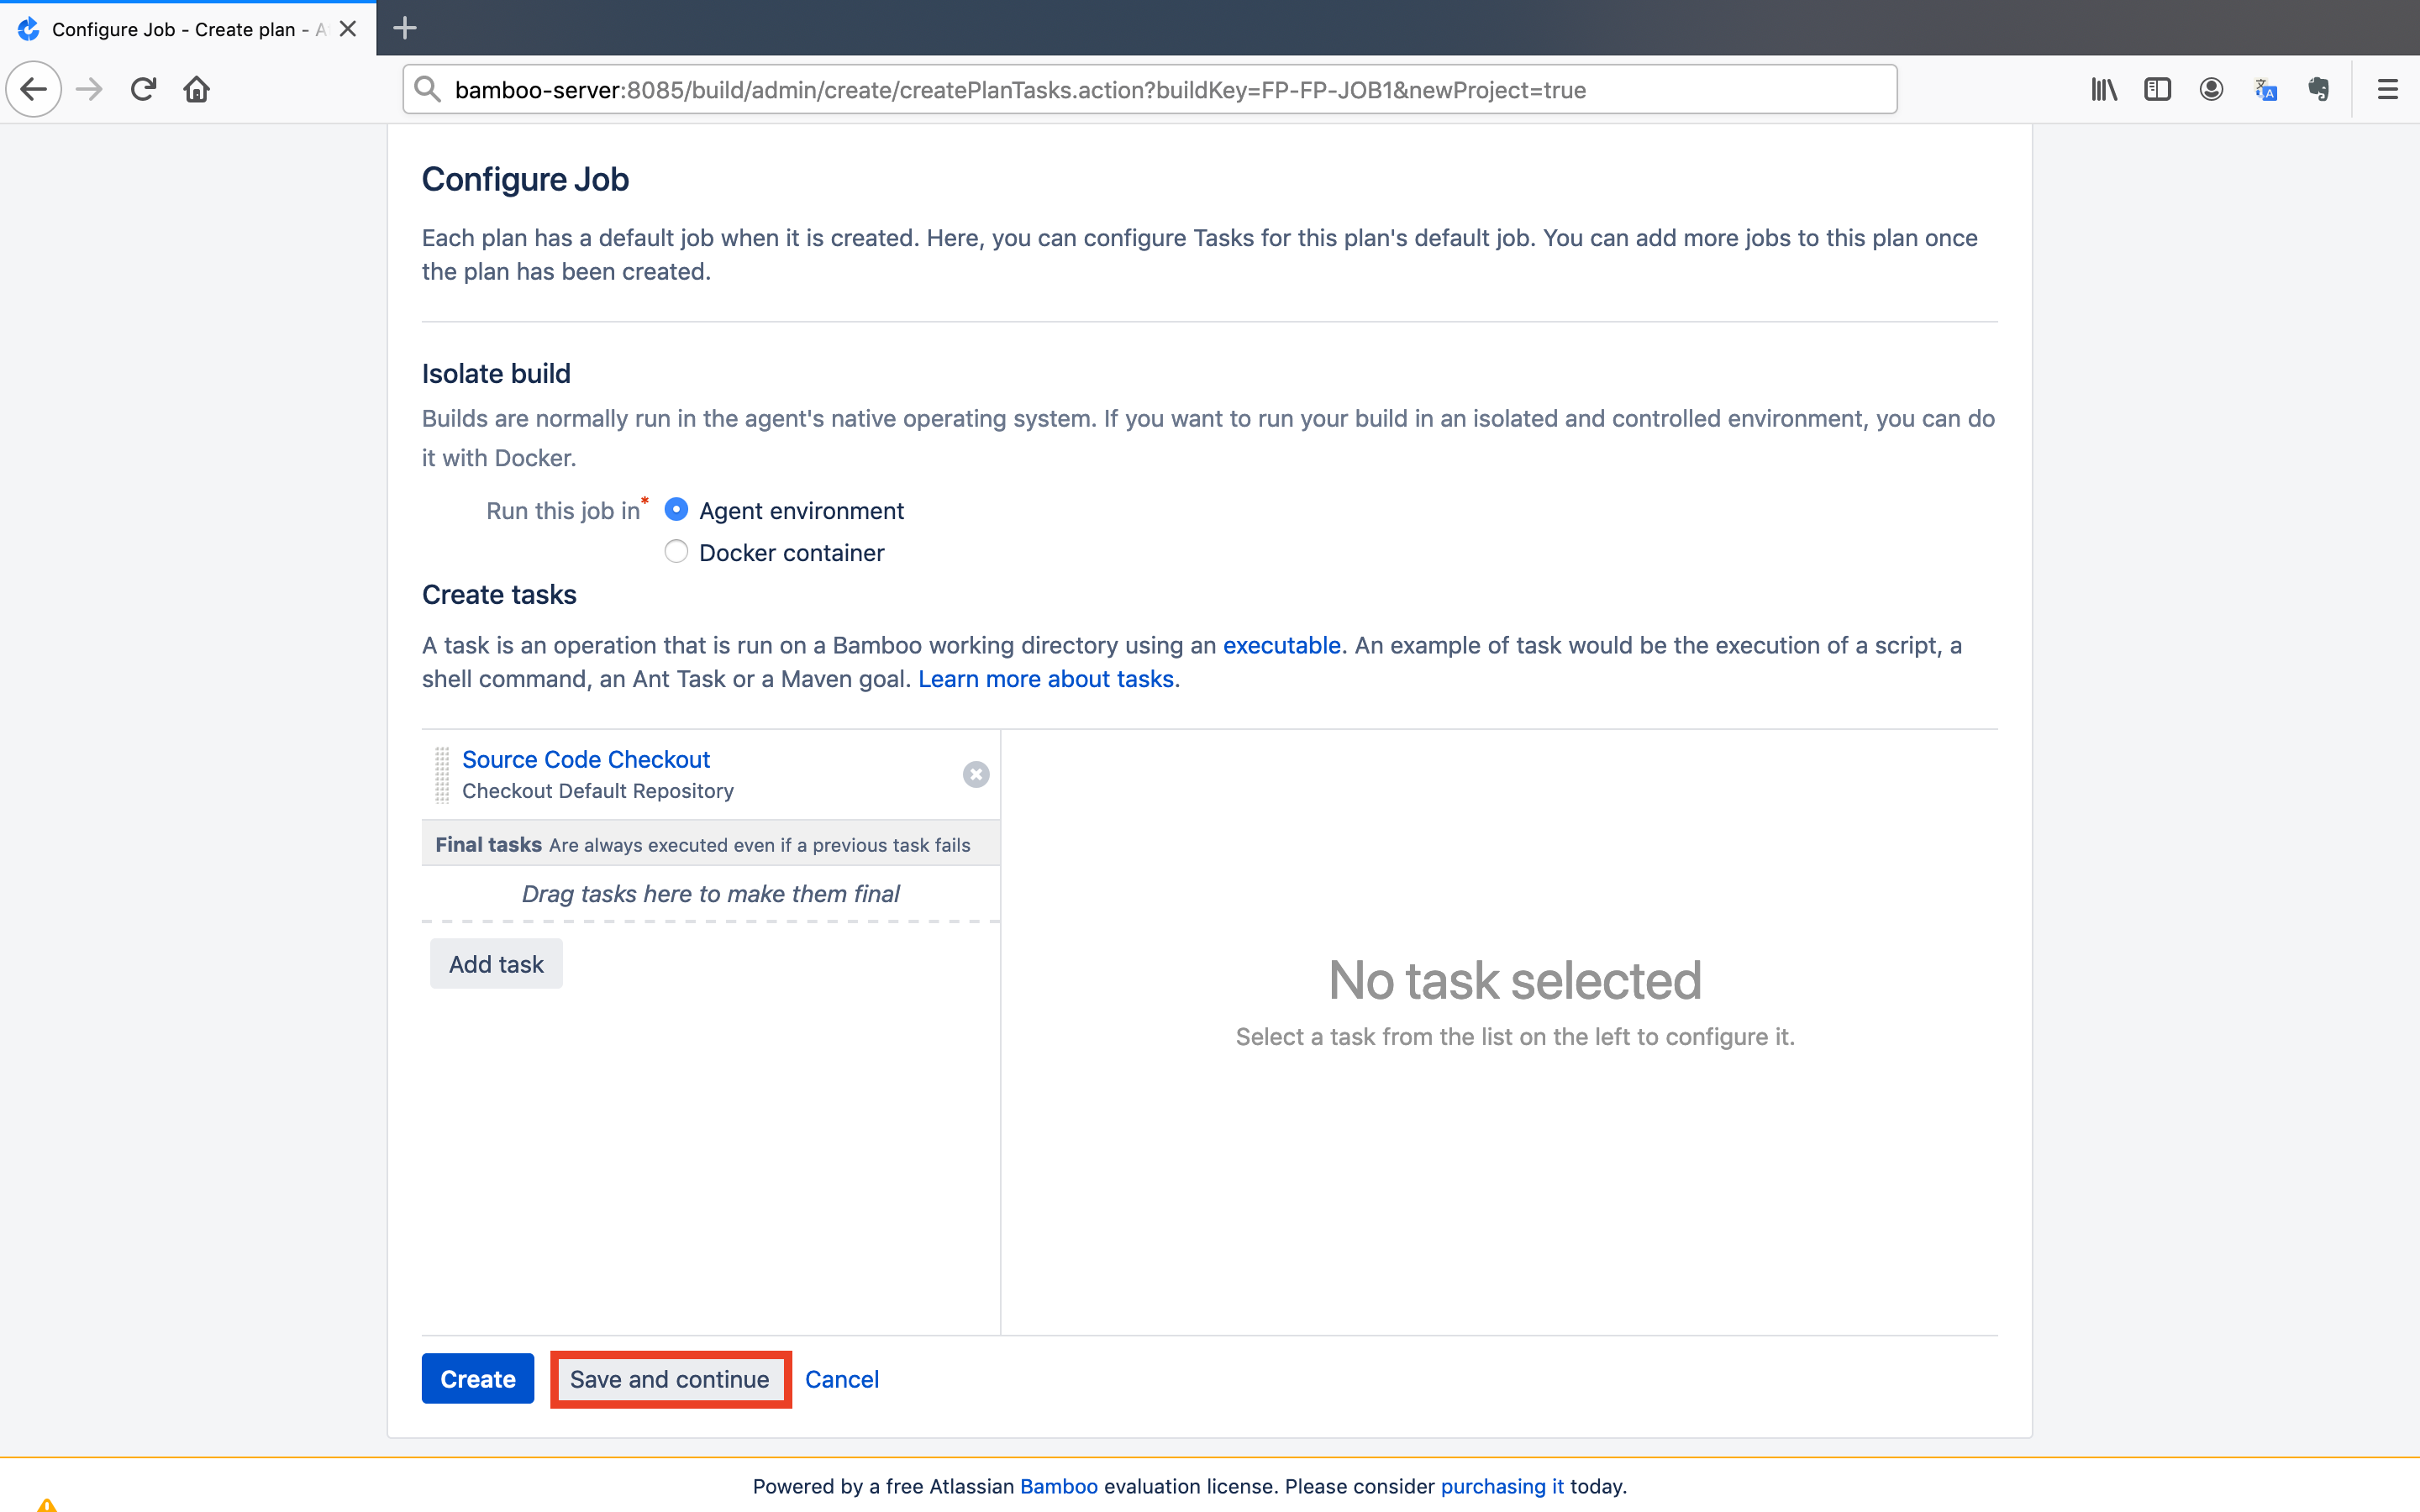 Configure Job - Create plan - A
bamboo-server:8085/build/admin/create/createPlanTasks.action?buildKey=FP-FP-JOB1&newProject=true
Configure Job
Each plan has a default job when it is created. Here, you can configure Tasks for this plan's default job. You can add more jobs to this plan once
the plan has been created.
Isolate build
Builds are normally run in the agent's native operating system. If you want to run your build in an isolated and controlled environment, you can do
it with Docker.
Run this job in* Agent environment
Docker container
Create tasks
A task is an operation that is run on a Bamboo working directory using an executable. An example of task would be the execution of a script, a
shell command, an Ant Task or a Maven goal. Learn more about tasks.
Source Code Checkout
Checkout Default Repository
Final tasks Are always executed even if a previous task fails
Drag tasks here to make them final
Add task
No task selected
Select a task from the list on the left to configure it.
Create Save and continue Cancel
Powered by a free Atlassian Bamboo evaluation license. Please consider purchasing it today.